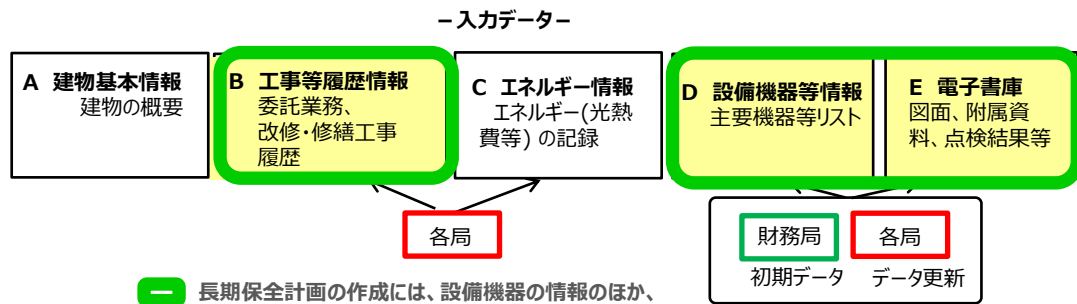 －入力データ－
A 建物基本情報
建物の概要
B 工事等履歴情報
委託業務、
改修・修繕工事
履歴
C エネルギー情報
エネルギー(光熱
費等) の記録
D 設備機器等情報
主要機器等リスト
E 電子書庫
図面、附属資
料、点検結果等
各局
財務局
各局
初期データ
データ更新
長期保全計画の作成には、設備機器の情報のほか、